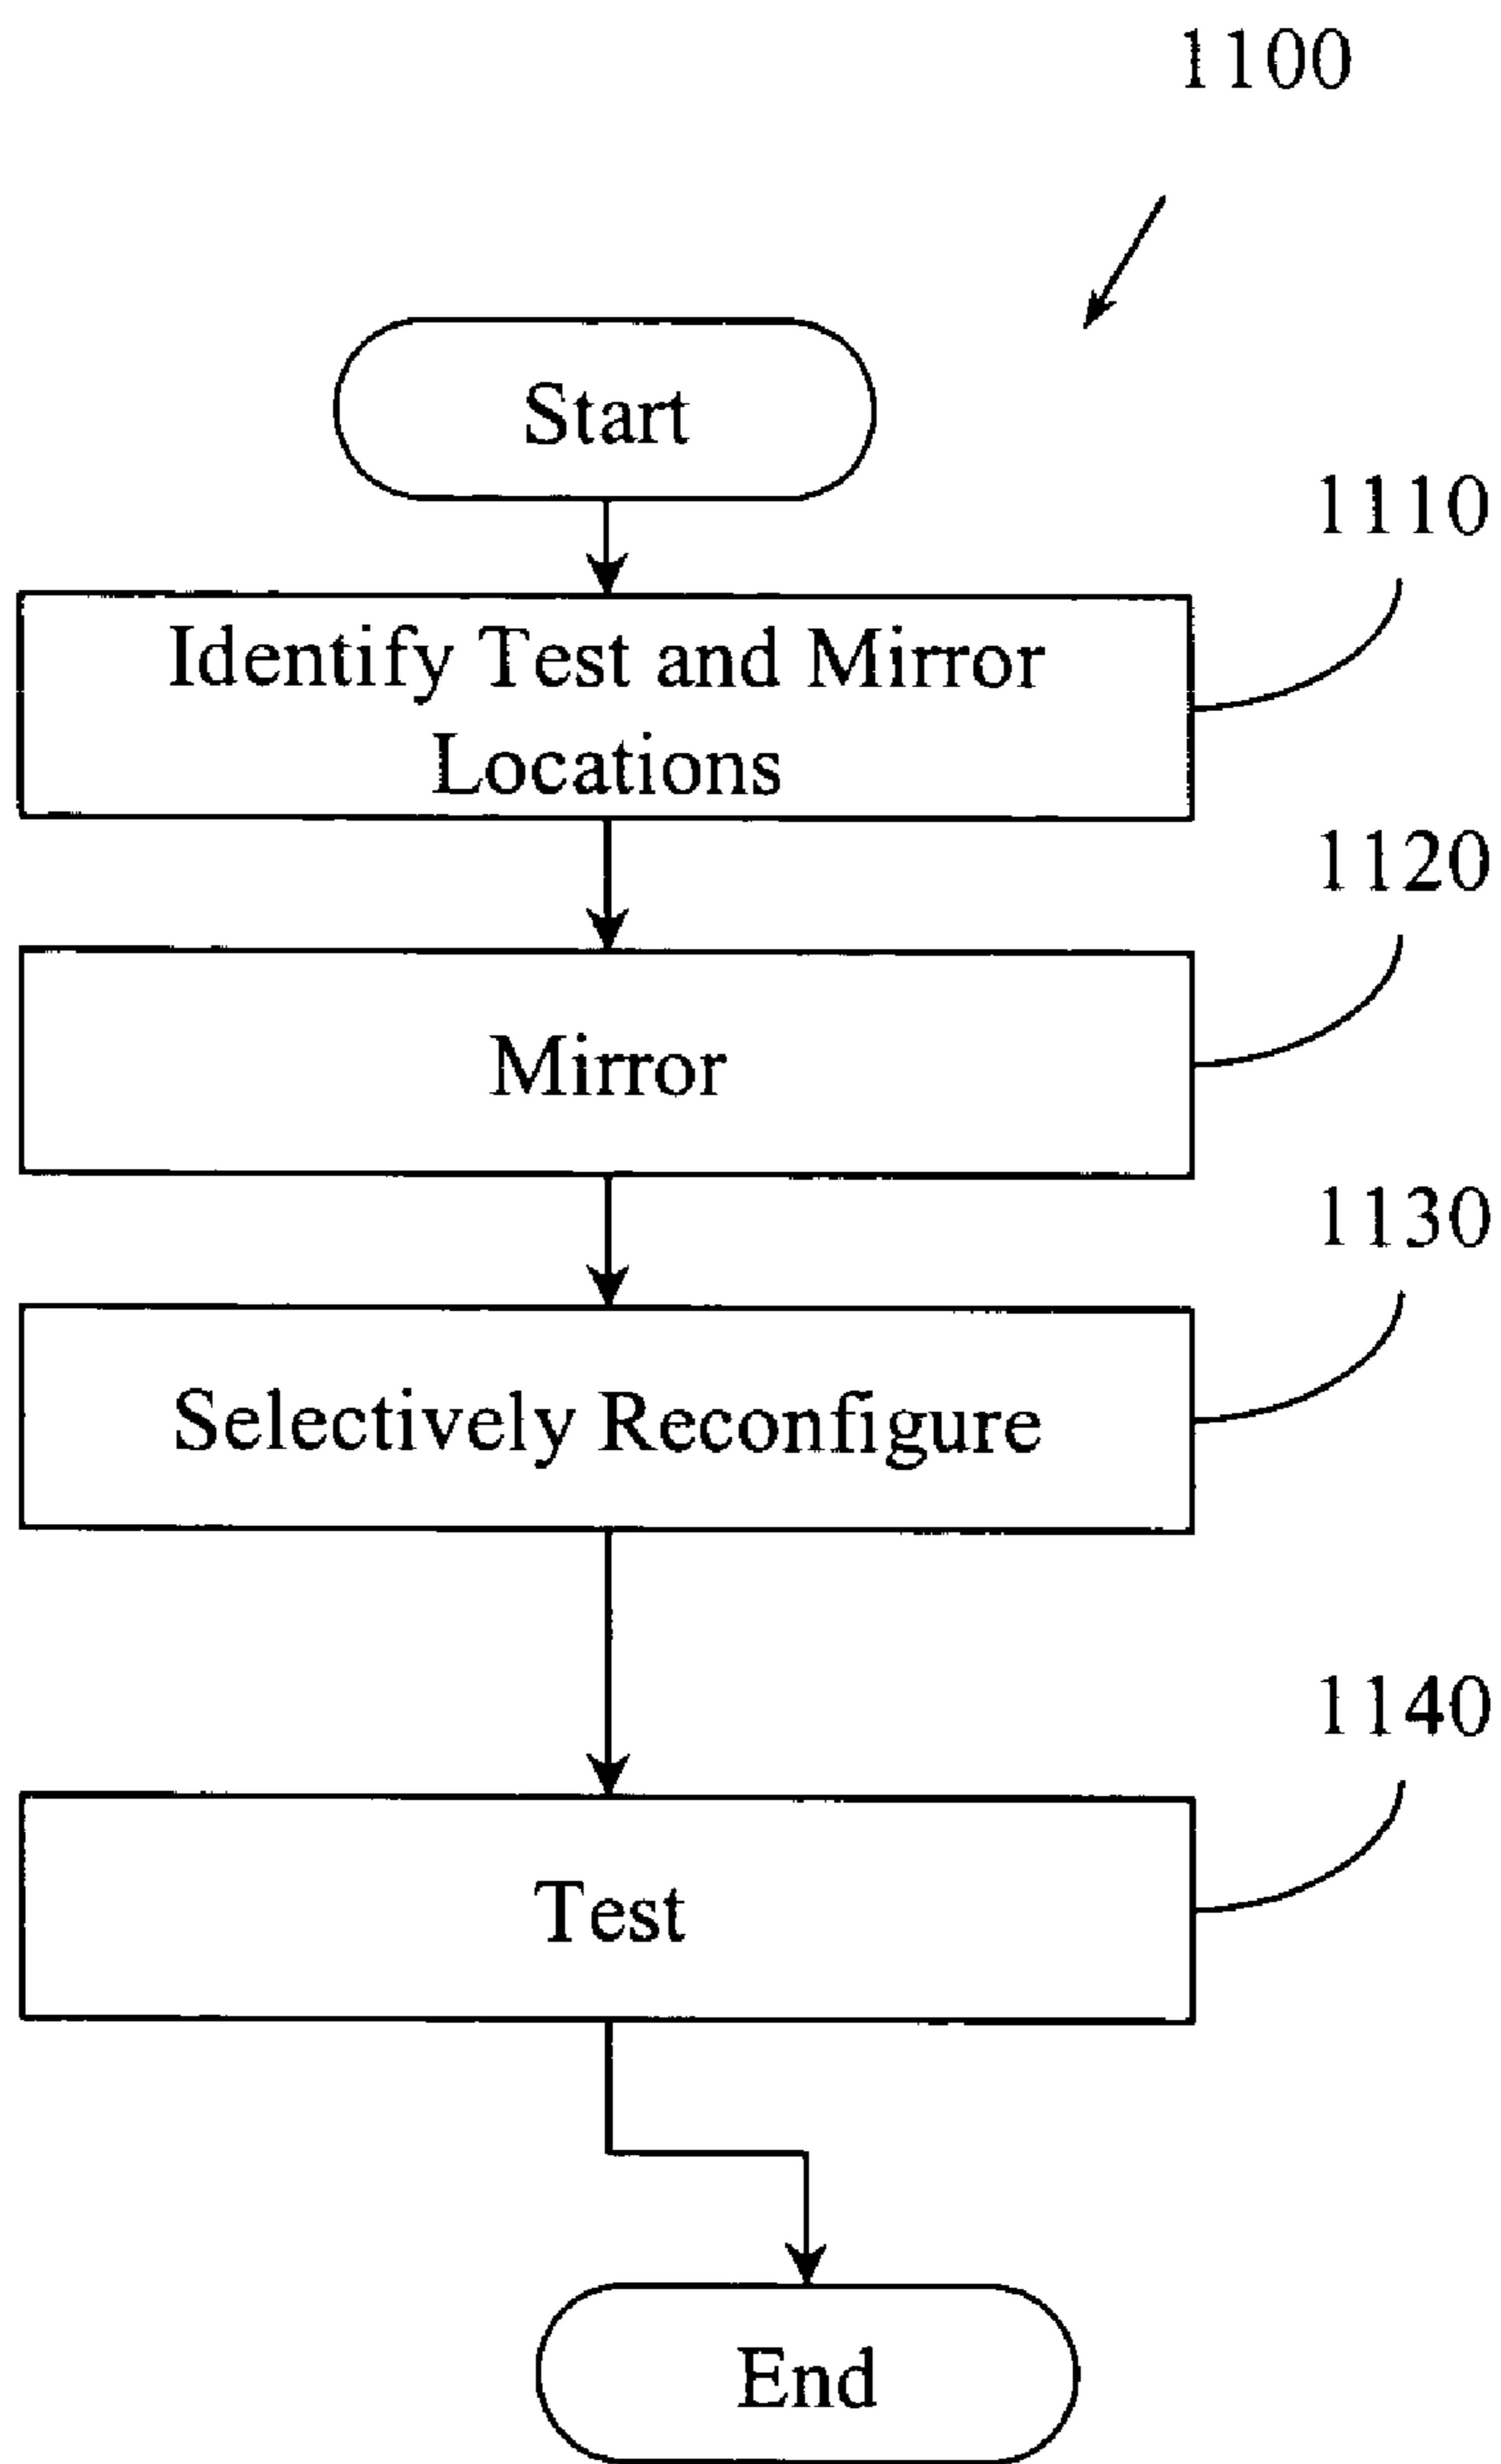 1100
Start
1110
Identify Test and Mirror
Locations
1120
Mirror
1130
Selectively Reconfigure
1140
Test
End